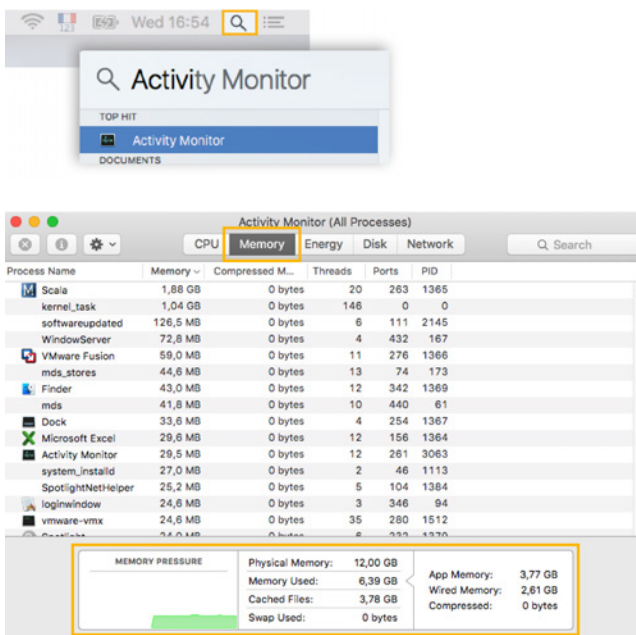 123
Wed 16:54
Activity Monitor
TOP HIT
Activity Monitor
DOCUMENTS
Activity Monitor (All Processes)
CPU Memory Energy Disk Network Search
Process Name Memory Compressed M... Threads Ports PID
Scala 1,88 GB 0 bytes 20 263 1365
kernel_task 1,04 GB 0 bytes 146 0 0
softwareupdated 126,5 MB 0 bytes 6 111 2145
WindowServer 72,8 MB 0 bytes 4 432 167
VMware Fusion 59,0 MB 0 bytes 11 276 1366
mds_stores 44,6 MB 0 bytes 13 74 173
Finder 43,0 MB 0 bytes 12 342 1369
mds 41,8 MB 0 bytes 10 440 61
Dock 33,6 MB 0 bytes 4 254 1367
Microsoft Excel 29,6 MB 0 bytes 12 156 1364
Activity Monitor 29,5 MB 0 bytes 12 261 3063
system_installd 27,0 MB 0 bytes 2 46 1113
SpotlightNetHelper 25,2 MB 0 bytes 5 104 1384
loginwindow 24,6 MB 0 bytes 3 346 94
vmware-vmx 24,6 MB 0 bytes 35 280 1512
MEMORY PRESSURE
Physical Memory: 12,00 GB
Memory Used: 6,39 GB
Cached Files: 3,78 GB
Swap Used: 0 bytes
App Memory: 3,77 GB
Wired Memory: 2,61 GB
Compressed: 0 bytes